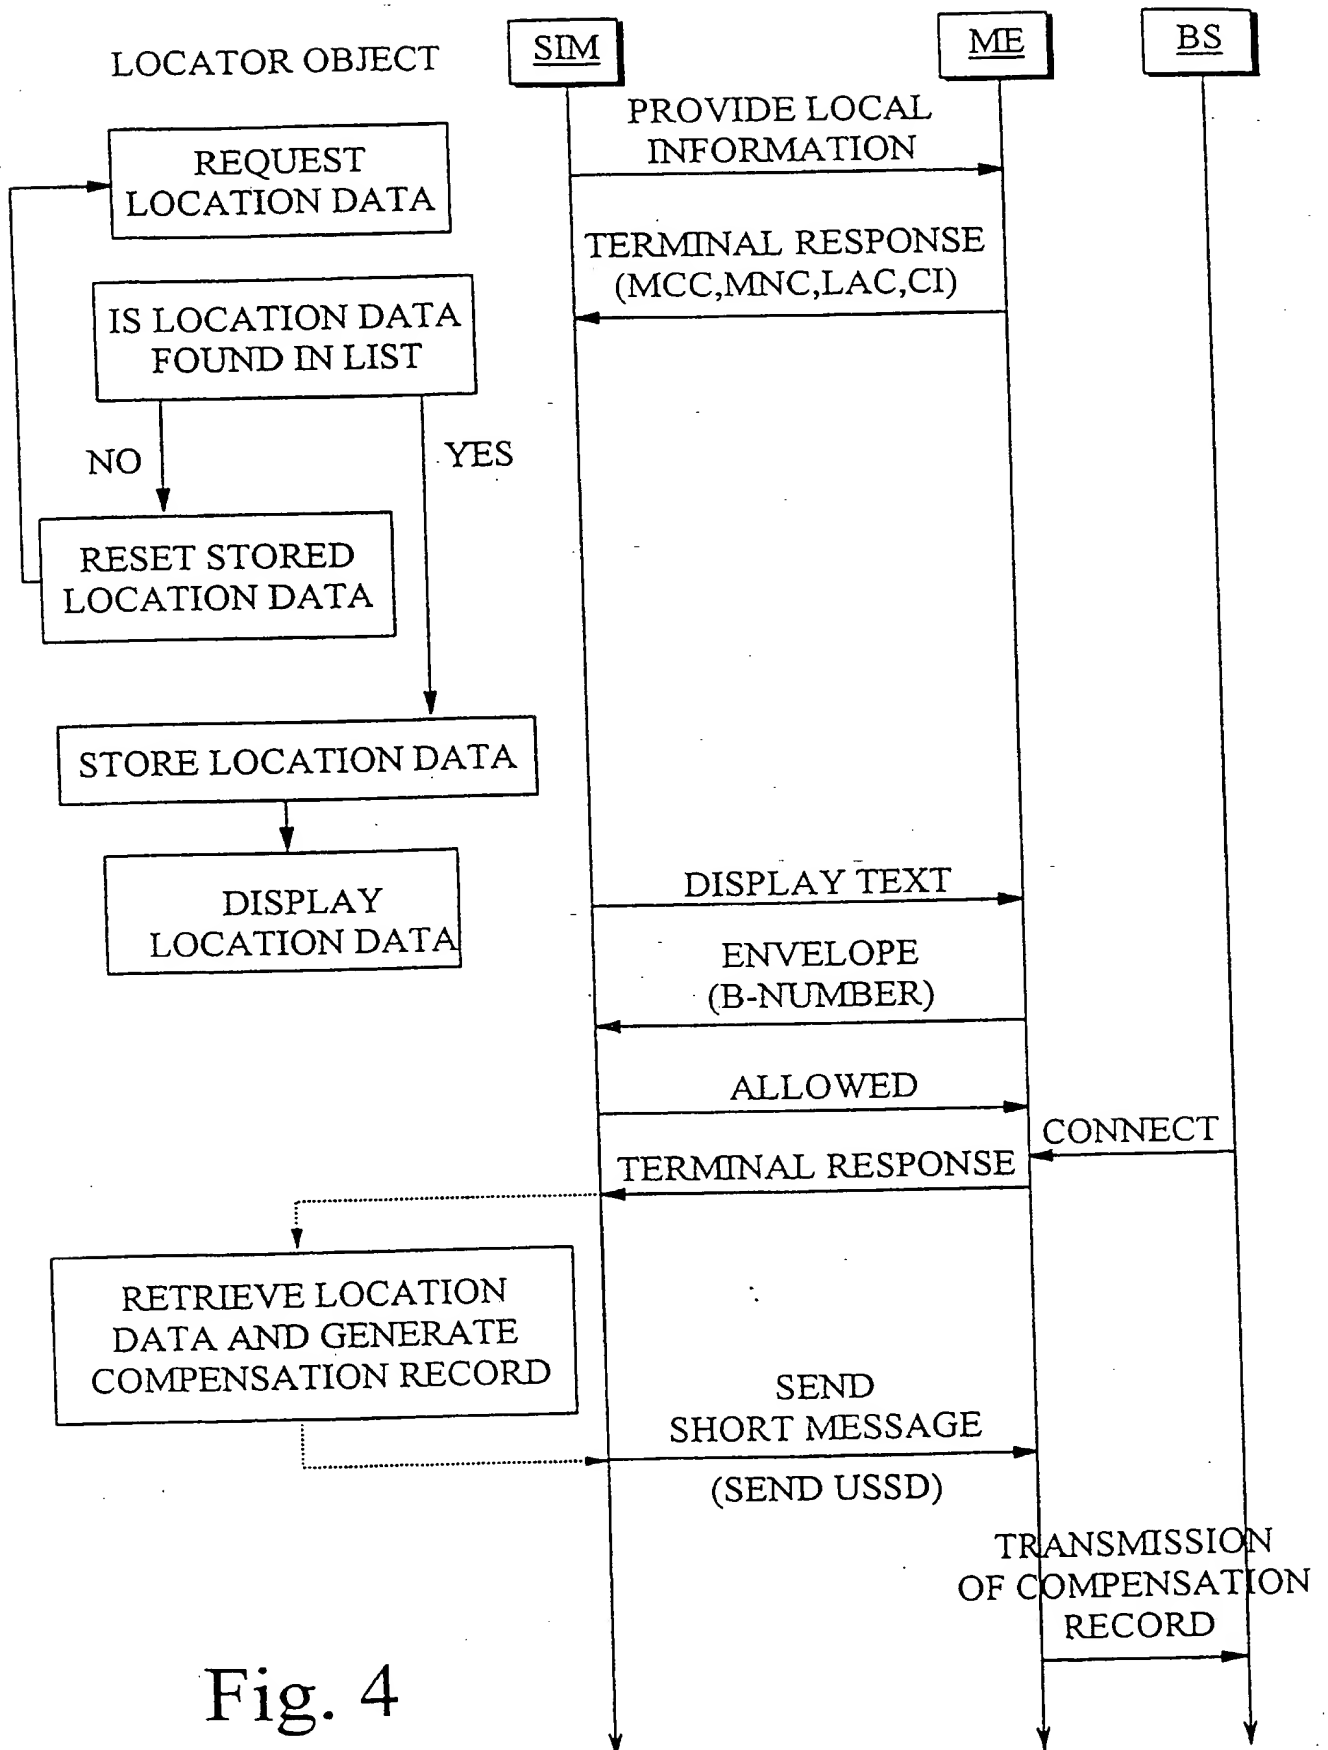 LOCATOR OBJECT
SIM
ME
BS
REQUEST
LOCATION DATA
PROVIDE LOCAL
INFORMATION
TERMINAL RESPONSE
(MCC,MNC,LAC,CI)
IS LOCATION DATA
FOUND IN LIST
NO
YES
RESET STORED
LOCATION DATA
STORE LOCATION DATA
DISPLAY
LOCATION DATA
DISPLAY TEXT
ENVELOPE
(B-NUMBER)
ALLOWED
CONNECT
TERMINAL RESPONSE
RETRIEVE LOCATION
DATA AND GENERATE
COMPENSATION RECORD
SEND
SHORT MESSAGE
(SEND USSD)
TRANSMISSION
OF COMPENSATION
RECORD
Fig. 4